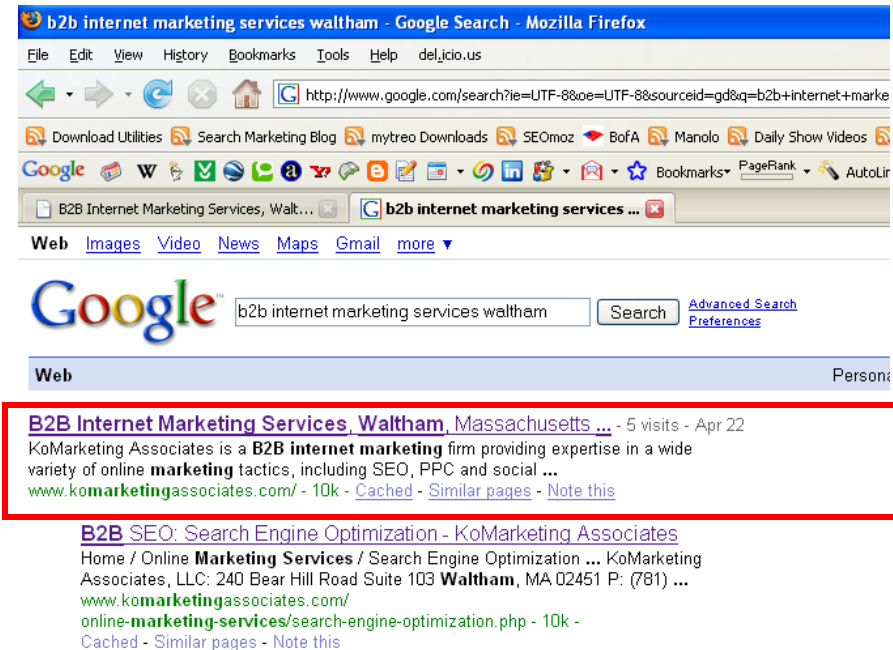 b2b internet marketing services waltham - Google Search - Mozilla Firefox
File Edit View History Bookmarks Tools Help del.icio.us
G http://www.google.com/search?ie=UTF-8&oe=UTF-8&sourceid=gd&q=b2b+internet+marke
Download Utilities Search Marketing Blog mytreo Downloads SEOmoz BofA Manolo Daily Show Videos
Google W a Y! in Bookmarks PageRank AutoLin
B2B Internet Marketing Services, Walt... G b2b internet marketing services ...
Web Images Video News Maps Gmail more ▼
Google™ b2b internet marketing services waltham Search Advanced Search
Preferences
Web Persona
B2B Internet Marketing Services, Waltham, Massachusetts ... - 5 visits - Apr 22
KoMarketing Associates is a B2B internet marketing firm providing expertise in a wide
variety of online marketing tactics, including SEO, PPC and social ...
www.komarketingassociates.com/ - 10k - Cached - Similar pages - Note this
B2B SEO: Search Engine Optimization - KoMarketing Associates
Home / Online Marketing Services / Search Engine Optimization ... KoMarketing
Associates, LLC: 240 Bear Hill Road Suite 103 Waltham, MA 02451 P: (781) ...
www.komarketingassociates.com/
online-marketing-services/search-engine-optimization.php - 10k -
Cached - Similar pages - Note this